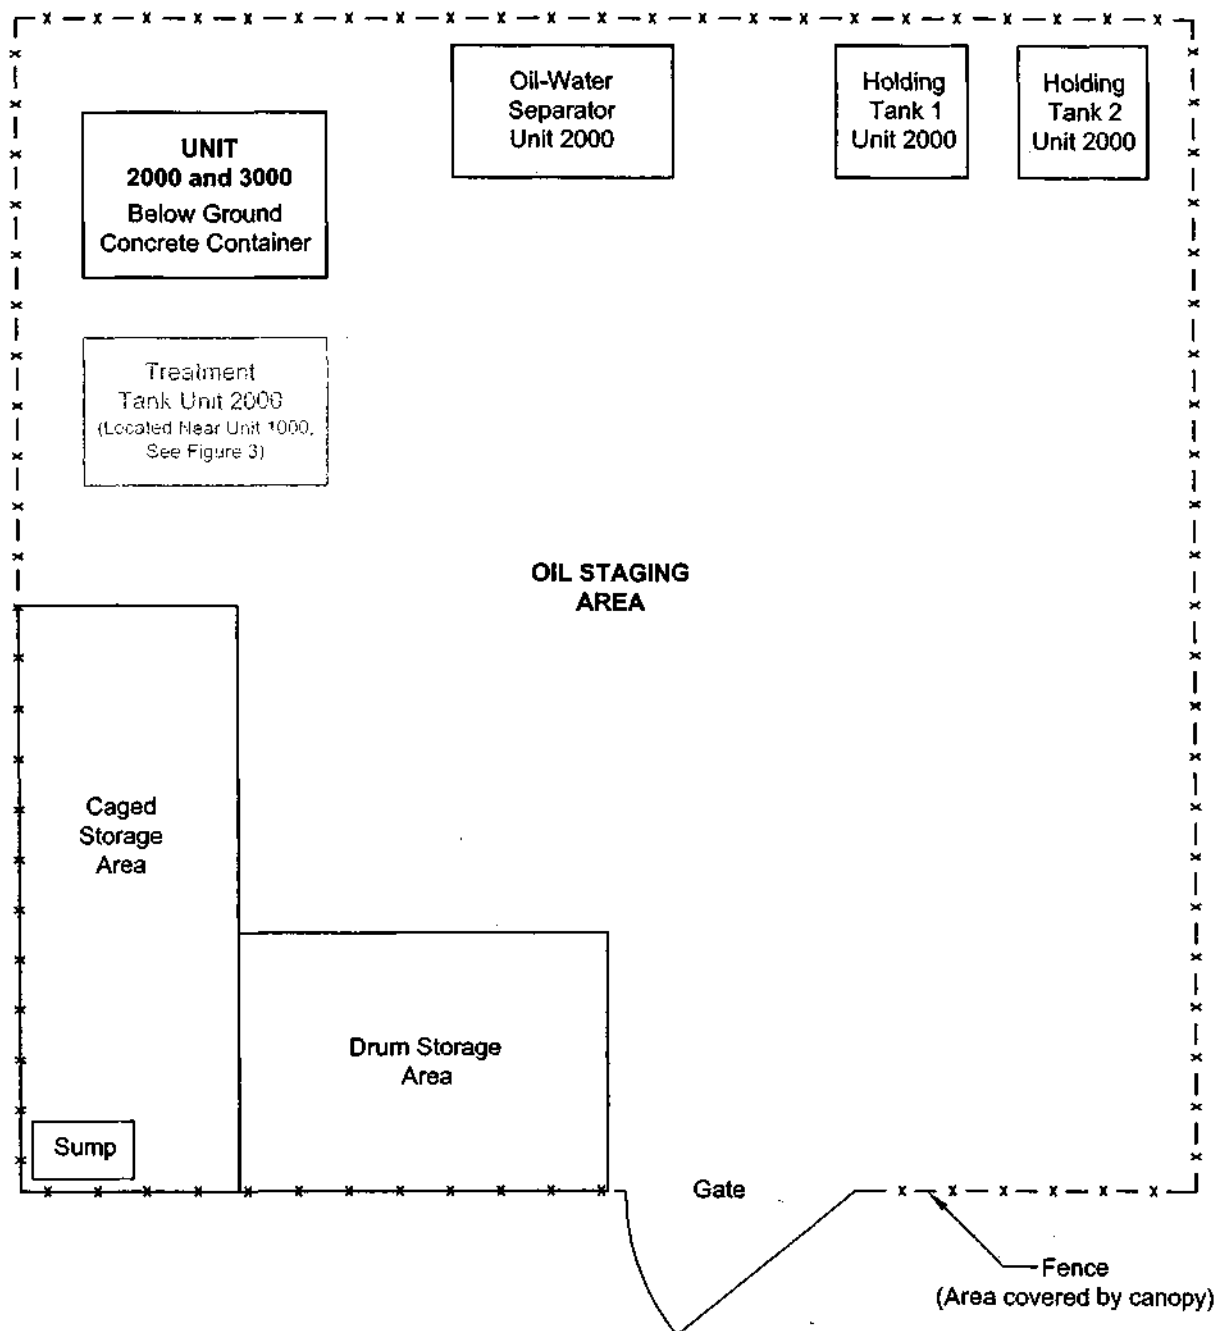 Oil-Water
Separator
Unit 2000
Holding
Tank 1
Unit 2000
Holding
Tank 2
Unit 2000
UNIT
2000 and 3000
Below Ground
Concrete Container
Treatment
Tank Unit 2000
(Located Near Unit 1000,
See Figure 3)
OIL STAGING
AREA
Caged
Storage
Area
Drum Storage
Area
Sump
Gate
Fence
(Area covered by canopy)